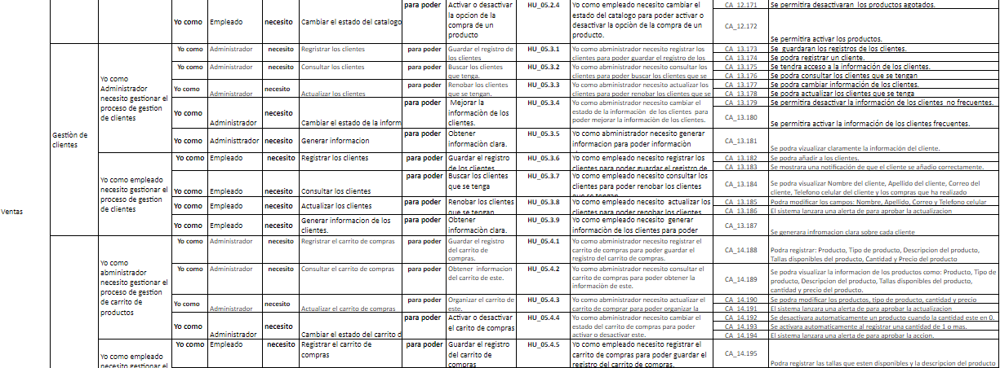 Yo como Empleado necesito Cambiar el estado del catalogo para poder Activar o desactivar la opcion de la compra de un producto HU_05.2.4 Yo como empleado necesito cambiar el estado del catalogo para poder activar o desactivar la opciòn de la compra de un producto. CA_12.171 Se permitira desactivaran los productos agotados.
CA_12.172 Se permitira activar los productos.
Ventas
Gestiòn de clientes
Yo como Administrador necesito gestionar el proceso de gestion de clientes
Yo como Administrador necesito Registrar los clientes para poder Guardar el registro de los clientes HU_05.3.1 Yo como administrador necesito registrar los clientes para poder guardar el registro de los CA_13.173 Se guardaran los registros de los clientes.
CA_13.174 Se podra registrar un cliente.
Yo como Administrador necesito Consultar los clientes para poder Buscar los clientes que tenga. HU_05.3.2 Yo como administrador necesito consultar los clientes para poder buscar los clientes que se CA_13.175 Se tendra acceso a la información de los clientes.
CA_13.176 Se podra consultar los clientes que se tengan
Yo como Administrador necesito Actualizar los clientes para poder Renobar los clientes que se tengan. HU_05.3.3 Yo como administrador necesito actualizar los clientes para poder renobar los clientes que se CA_13.177 Se podra cambiar información de los clientes.
CA_13.178 Se podra actualizar los clientes que se tenga
Yo como Administrador necesito Cambiar el estado de la inform para poder Mejorar la informaciòn de los clientes. HU_05.3.4 Yo como administrador necesito cambiar el estado de la informaciòn de los clientes para poder mejorar la informaciòn de los clientes. CA_13.179 Se permitira desactivar la información de los clientes no frecuentes.
CA_13.180 Se permitira activar la información de los clientes frecuentes.
Yo como Administtrador necesito Generar informacion para poder Obtener informaciòn clara. HU_05.3.5 Yo como administrador necesito generar informacion para poder informaciòn CA_13.181 Se podra vizualizar claramente la información del cliente.
Yo como empleado necesito gestionar el proceso de gestion de clientes
Yo como Empleado necesito Registrar los clientes para poder Guardar el registro de los clientes HU_05.3.6 Yo como empleado necesito registrar los clientes para poder guardar el registro de CA_13.182 Se podra añadir a los clientes.
CA_13.183 Se mostrara una notificación de que el cliente se añadio correctamente.
Yo como Empleado necesito Consultar los clientes para poder Buscar los clientes que se tenga HU_05.3.7 Yo como empleado necesito consultar los clientes para poder renobar los clientes que se tengan CA_13.184 Se podra visualizar Nombre del cliente, Apellido del cliente, Correo del cliente, Telefono celular del cliente y los compras que ha realizado
Yo como Empleado necesito Actualizar los clientes para poder Renobar los clientes que se tengan HU_05.3.8 Yo como empleado necesito actualizar los clientes para poder renobar los clientes CA_13.185 Podra modificar los campos: Nombre, Apellido, Correo y Telefono celular
CA_13.186 El sistema lanzara una alerta de para aprobar la actualizacion
Yo como Empleado necesito Generar informacion de los clientes. para poder Obtener informaciòn clara. HU_05.3.9 Yo como empleado necesito generar informaciòn de los clientes para poder CA_13.187 Se generara infromacion clara sobre cada cliente
Yo como abministrador necesito gestionar el proceso de gestion de carrito de productos
Yo como Administrador necesito Registrar el carrito de compras para poder Guardar el registro del carrito de compras. HU_05.4.1 Yo como administrador necesito registrar el carrito de compras para poder guardar el registro del carrito de compras. CA_14.188 Podra registrar: Producto, Tipo de producto, Descripcion del producto, Tallas disponibles del producto, Cantidad y Precio del producto
Yo como Administrador necesito Consultar el carrito de compras para poder Obtener informacion del carrito de este. HU_05.4.2 Yo como administrador necesito consultar el carrito de compras para poder obtener la informaciòn de este. CA_14.189 Se podra visualizar la informacion de los productos como: Producto, Tipo de producto, Descripcion del producto, Tallas disponibles del producto, cantidad y precio del producto.
Yo como Administrador necesito Actualizar el carrito de compras para poder Organizar el carrito de este. HU_05.4.3 Yo como administrador necesito actualizar el carrito de comprar para poder organizar la CA_14.190 Se podra modificar los productos, tipo de producto, cantidad y precio
CA_14.191 El sistema lanzara una alerta de para aprobar la actualizacion
Yo como Administrador necesito Cambiar el estado del carrito d para poder Activar o desactivar el carito de compras HU_05.4.4 Yo como administrador necesito cambiar el estado del carrito de compras para poder activar o desactivar este. CA_14.192 Se desactivara automaticamente un producto cuando la cantidad este en 0.
CA_14.193 Se activara automaticamente al registrar una cantidad de 1 o mas.
CA_14.194 El sistema lanzara una alerta de para aprobar la accion.
Yo como empleado necesito gestionar el
Yo como Empleado necesito Registrar el carrito de compras para poder Guardar el registro del carrito de compras HU_05.4.5 Yo como empleado necesito registrar el carrito de compras para poder guardar el registro del carrito de compras. CA_14.195 Podra registrar las tallas que esten disponibles y la descripcion del producto